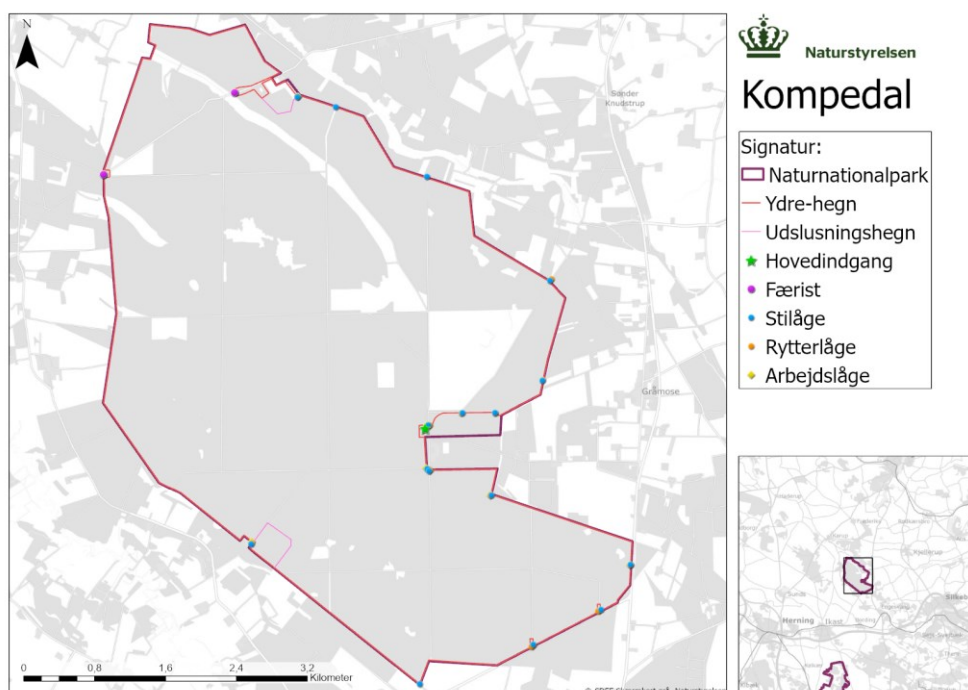 N
Sønder
Knudstrup
Gråmose
0 0,8 1,6 2,4 3,2
Kilometer
Naturstyrelsen
Kompedal
Signatur:
Naturnationalpark
Ydre-hegn
Udslusningshegn
Hovedindgang
Færist
Stilåge
Rytterlåge
Arbejdslåge
Herning
Ikast